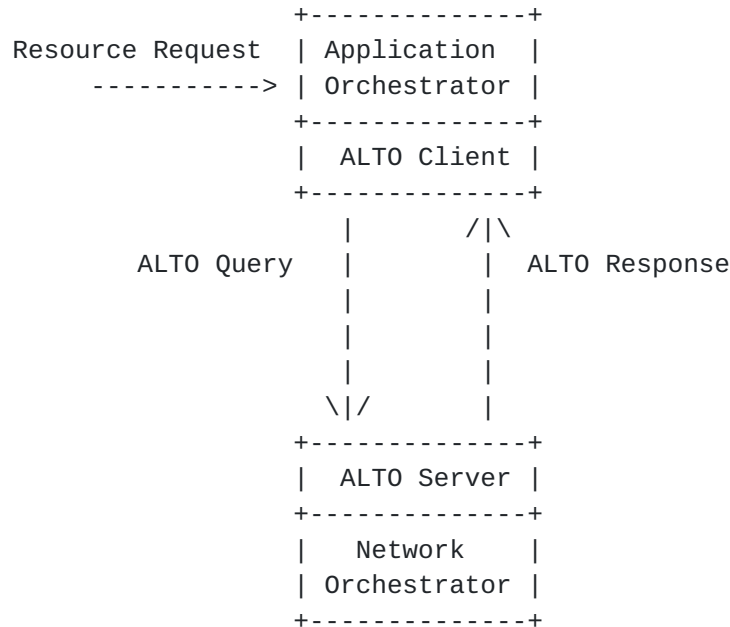 +--------------+
Resource Request  | Application  |
-----------> | Orchestrator |
+--------------+
|  ALTO Client |
+--------------+
|       /|\
ALTO Query   |        |  ALTO Response
|        |
|        |
|        |
\|/       |
+--------------+
|  ALTO Server |
+--------------+
|   Network    |
| Orchestrator |
+--------------+